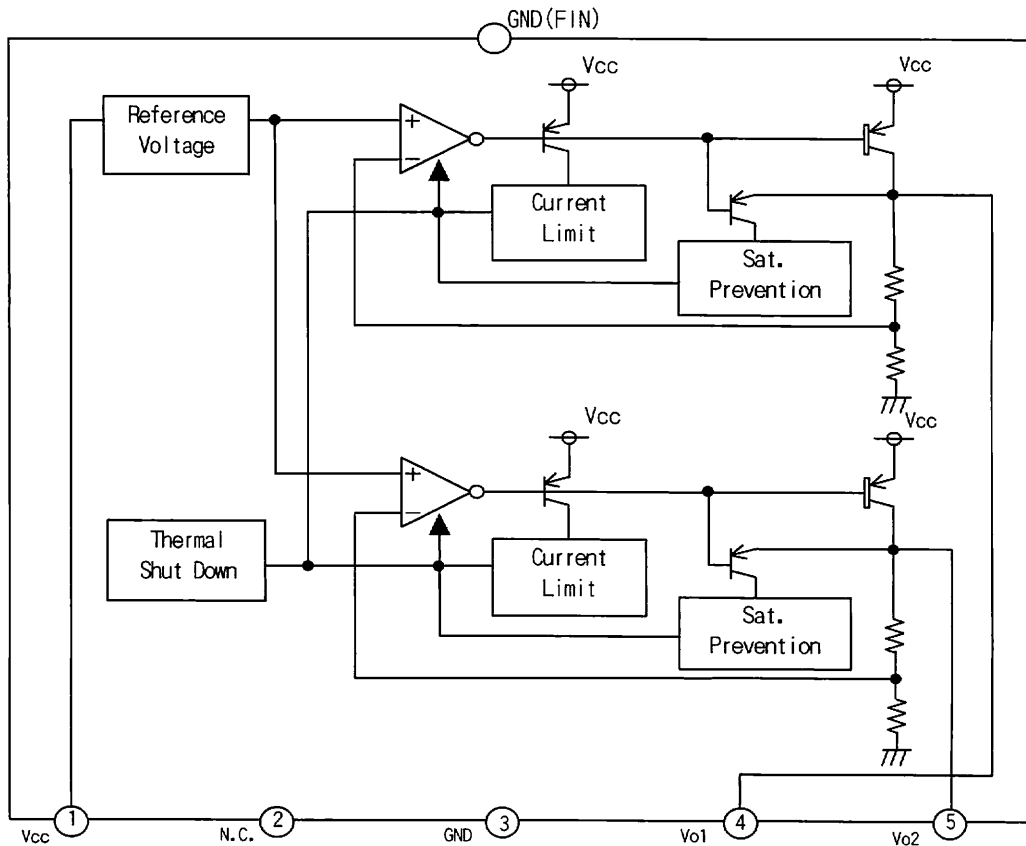 GND(FIN)
Vcc
Vcc
Reference
Voltage
+
−
Current
Limit
Sat.
Prevention
Vcc
Vcc
+
−
Thermal
Shut Down
Current
Limit
Sat.
Prevention
1
2
3
4
5
Vcc
N.C.
GND
Vo1
Vo2